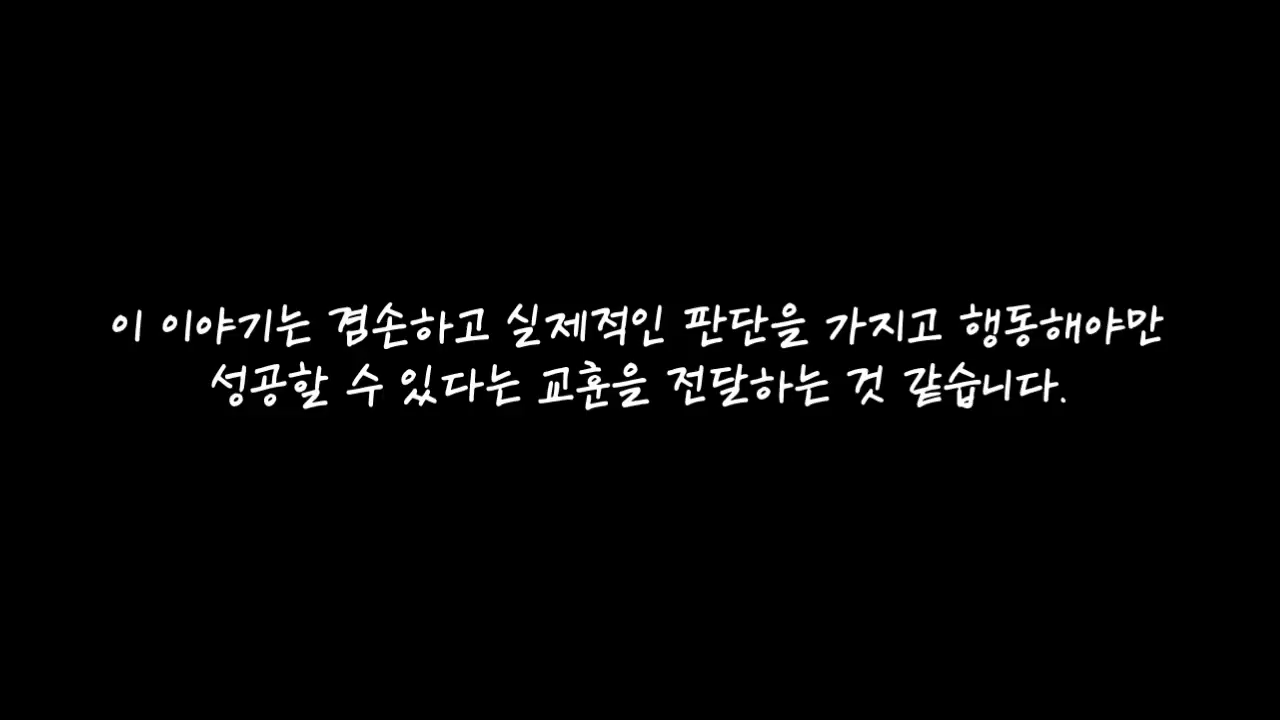 이 이야기는 겸손하고 실제적인 판단을 가지고 행동해야만
성공할 수 있다는 교훈을 전달하는 것 같습니다.